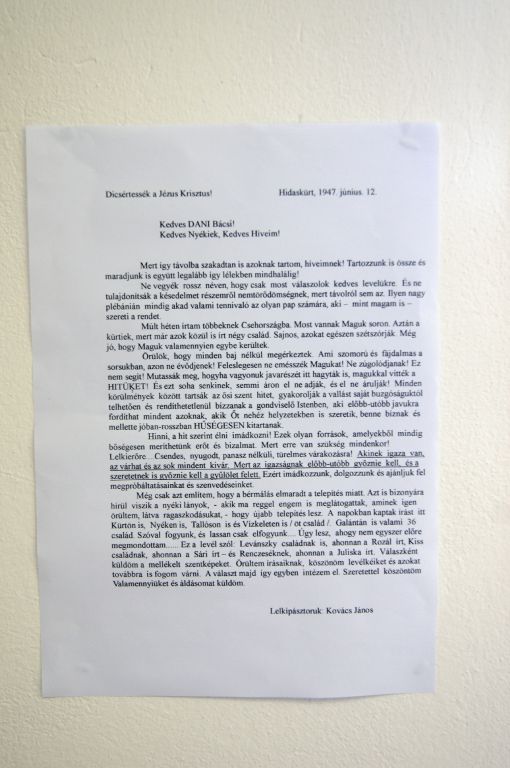 Dicsértessék a Jézus Krisztus! Hidaskürt, 1947. június. 12.
Kedves DANI Bácsi!
Kedves Nyékiek, Kedves Híveim!
Mert így távolba szakadtan is azoknak tartom, híveimnek! Tartozzunk is össze és
maradjunk is együtt legalább így lélekben mindhalálig!
Ne vegyék rossz néven, hogy csak most válaszolok kedves levelükre. És ne
tulajdonítsák a késedelmet részemről nemtörődömségnek, mert távolról sem az. Ilyen nagy
plébánián mindig akad valami tennivaló az olyan pap számára, aki – mint magam is –
szereti a rendet.
Múlt héten írtam többeknek Csehországba. Most vannak Maguk soron. Aztán a
kürtiek, mert már azok közül is írt négy család. Sajnos, azokat egészen szétszórják. Még
jó, hogy Maguk valamennyien egybe kerültek.
Örülök, hogy minden baj nélkül megérkeztek. Ami szomorú és fájdalmas a
sorsukban, azon ne évődjenek! Feleslegesen ne emésszék Magukat! Ne zúgolódjanak! Ez
nem segít! Mutassák meg, hogyha vagyonuk javarészét itt hagyták is, magukkal vitték a
HITÜKET! És ezt soha senkinek, semmi áron el ne adják, és el ne árulják! Minden
körülmények között tartsák az ősi szent hitet, gyakorolják a vallást saját buzgóságuktól
telhetően és rendíthetetlenül bízzanak a gondviselő Istenben, aki előbb-utóbb javukra
fordíthat mindent azoknak, akik Őt nehéz helyzetekben is szeretik, benne bíznak és
mellette jóban-rosszban HŰSÉGESEN kitartanak.
Hinni, a hit szerint élni imádkozni! Ezek olyan források, amelyekből mindig
bőségesen meríthetünk erőt és bizalmat. Mert erre van szükség mindenkor!
Lelkierőre... Csendes, nyugodt, panasz nélküli, türelmes várakozásra! Akinek igaza van,
az várhat és az sok mindent kivár. Mert az igazságnak előbb-utóbb győznie kell, és a
szeretetnek is győznie kell a gyűlölet felett. Ezért imádkozzunk, dolgozzunk és ajánljuk fel
megpróbáltatásainkat és szenvedéseinket.
Még csak azt említem, hogy a bérmálás elmaradt a telepítés miatt. Azt is bizonyára
hírül viszik a nyéki lányok, - akik ma reggel engem is meglátogattak, aminek igen
örültem, látva ragaszkodásukat, - hogy újabb telepítés lesz. A napokban kaptak írást itt
Kürtön is, Nyéken is, Tallóson is és Vízkeleten is / öt család /. Galántán is valami 36
család. Szóval fogyunk, és lassan csak elfogyunk... Úgy lesz, ahogy nem egyszer előre
megmondottam..... Ez a levél szól: Levánszky családnak is, ahonnan a Rozál írt, Kiss
családnak, ahonnan a Sári írt – és Renczéséknek, ahonnan a Juliska írt. Válaszként
küldöm a mellékelt szentképeket. Örültem írásaiknak, köszönöm levélkéiket és azokat
továbbra is fogom várni. A választ majd így egyben intézem el. Szeretettel köszöntöm
Valamennyiüket és áldásomat küldöm.
Lelkipásztoruk: Kovács János